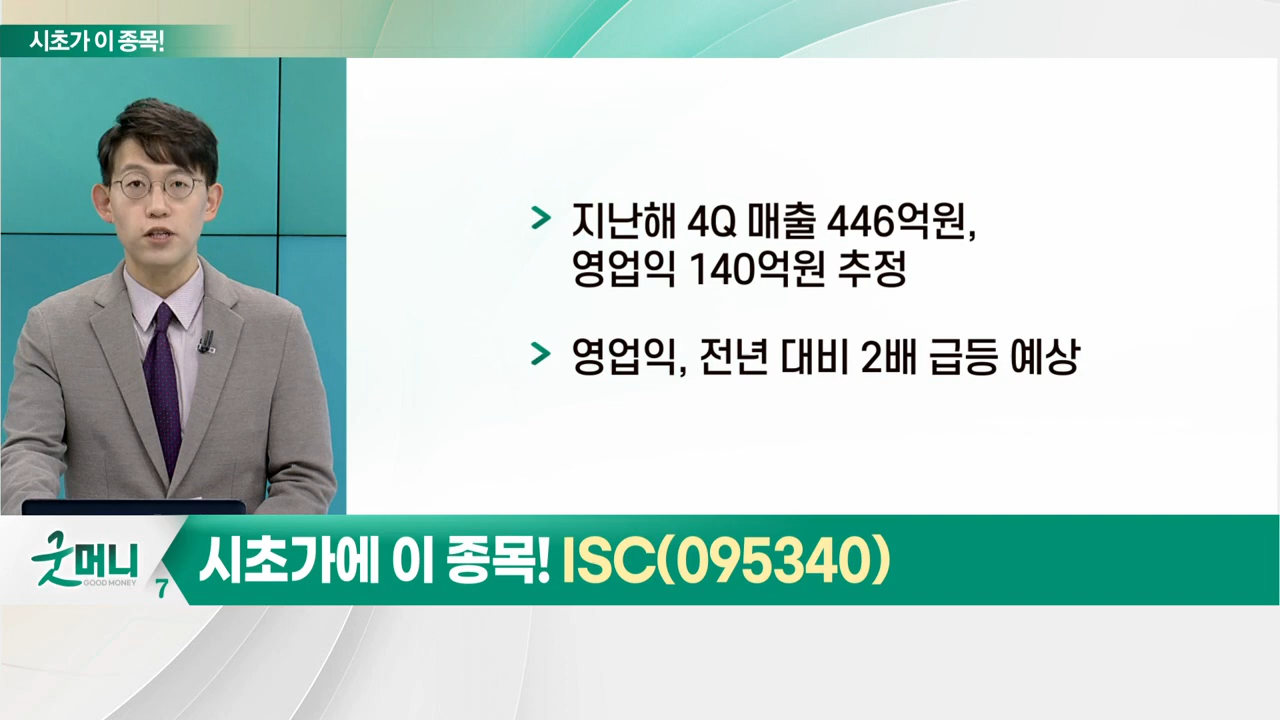 시초가 이 종목!
> 지난해 4Q 매출 446억원,
영업익 140억원 추정
> 영업익, 전년 대비 2배 급등 예상
굿머니
GOOD MONEY
7
시초가에 이 종목! ISC(095340)